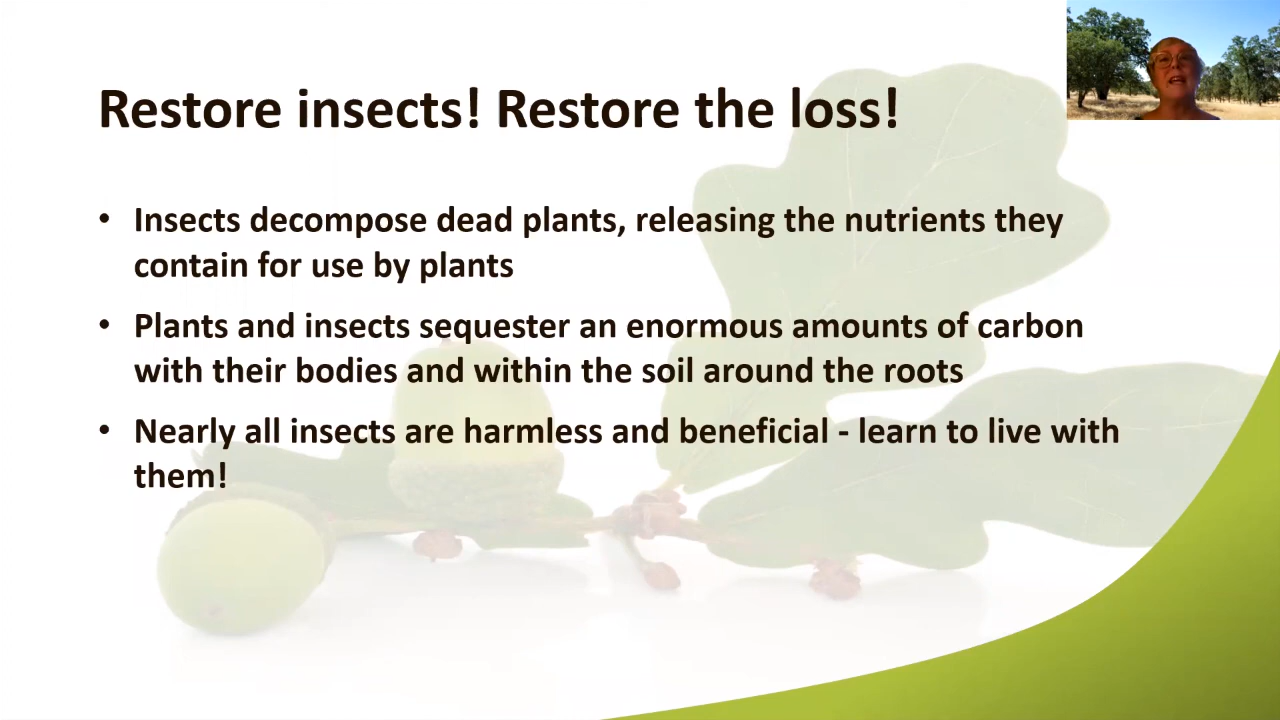 Restore insects! Restore the loss!
• Insects decompose dead plants, releasing the nutrients they
contain for use by plants
• Plants and insects sequester an enormous amounts of carbon
with their bodies and within the soil around the roots
• Nearly all insects are harmless and beneficial - learn to live with
them!